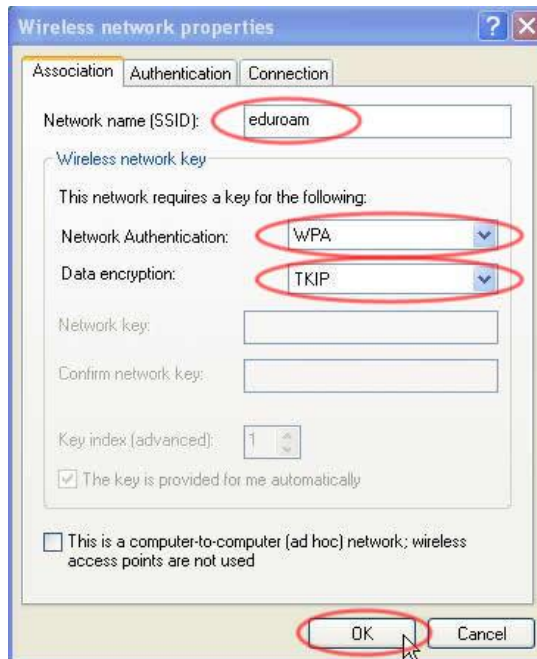 Wireless network properties
Association Authentication Connection
Network name (SSID): eduroam
Wireless network key
This network requires a key for the following:
Network Authentication: WPA
Data encryption: TKIP
Network key:
Confirm network key:
Key index (advanced): 1
The key is provided for me automatically
This is a computer-to-computer (ad hoc) network; wireless
access points are not used
OK Cancel